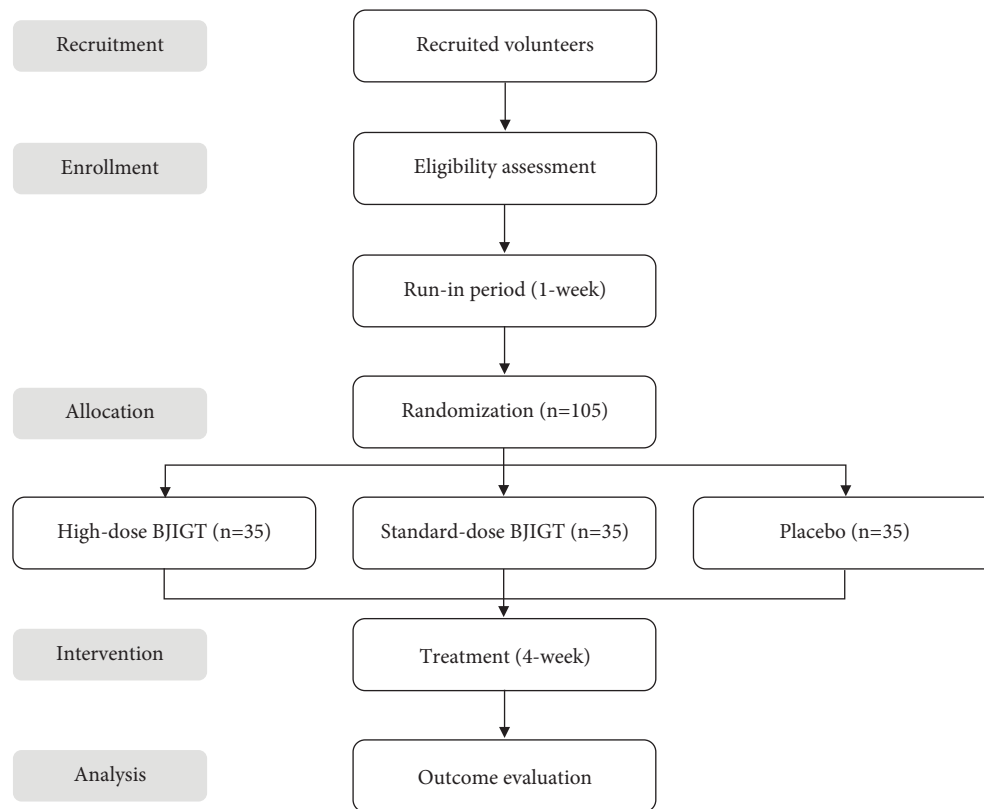 Recruitment
Recruited volunteers
Enrollment
Eligibility assessment
Run-in period (1-week)
Allocation
Randomization (n=105)
High-dose BJIGT (n=35)
Standard-dose BJIGT (n=35)
Placebo (n=35)
Intervention
Treatment (4-week)
Analysis
Outcome evaluation